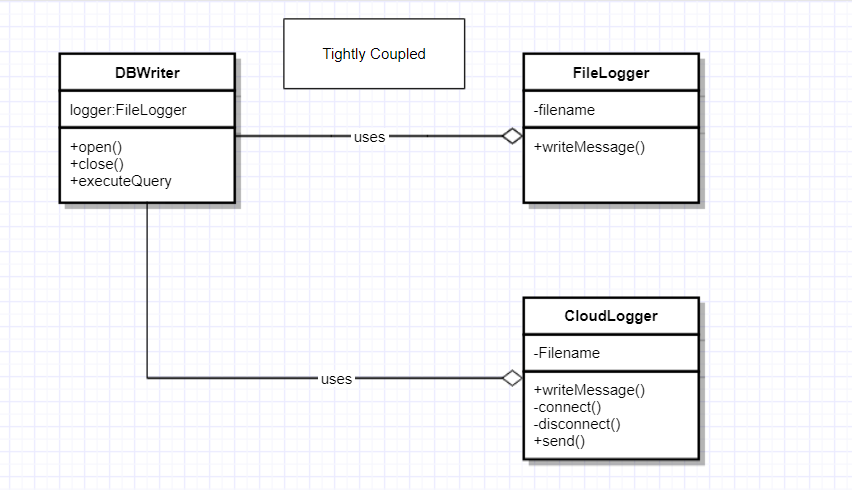 Tightly Coupled
DBWriter
logger:FileLogger
+open()
+close()
+executeQuery
uses
FileLogger
-filename
+writeMessage()
uses
CloudLogger
-Filename
+writeMessage()
-connect()
-disconnect()
+send()